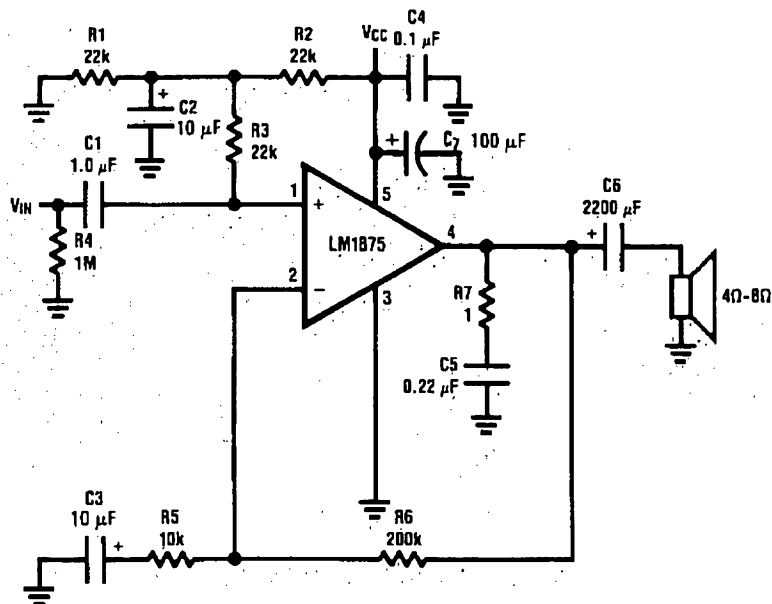 R1
22k
R2
22k
VCC
C4
0.1 µF
+
C2
10 µF
R3
22k
+
C7 100 µF
C1
1.0 µF
VIN
R4
1M
1
+
5
LM1875
4
2
−
3
C6
2200 µF
+
R7
1
4Ω-8Ω
C5
0.22 µF
C3
10 µF
+
R5
10k
R6
200k